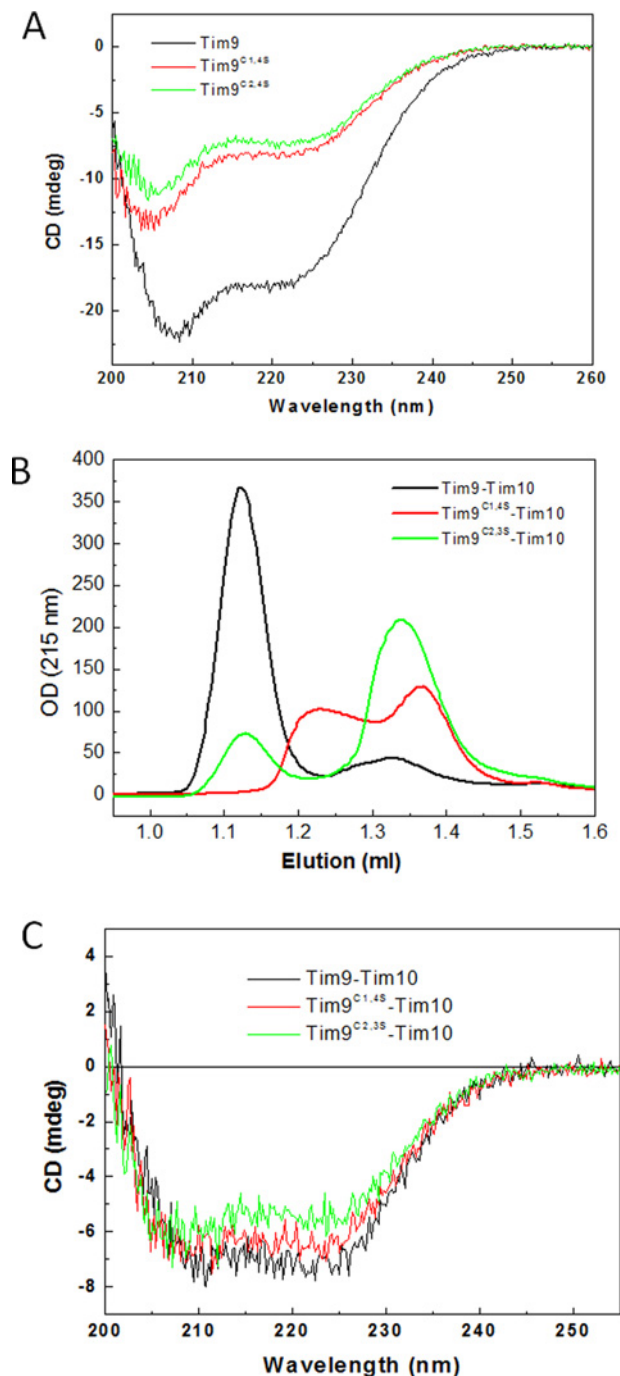 A
Tim9
Tim9C1,4S
Tim9C2,4S
0
-5
-10
-15
-20
CD (mdeg)
200 210 220 230 240 250 260
Wavelength (nm)
B
400
350
300
250
200
150
100
50
0
OD (215 nm)
Tim9-Tim10
Tim9C1,4S-Tim10
Tim9C2,3S-Tim10
1.0 1.1 1.2 1.3 1.4 1.5 1.6
Elution (ml)
C
4
2
0
-2
-4
-6
-8
CD (mdeg)
Tim9-Tim10
Tim9C1,4S-Tim10
Tim9C2,3S-Tim10
200 210 220 230 240 250
Wavelength (nm)